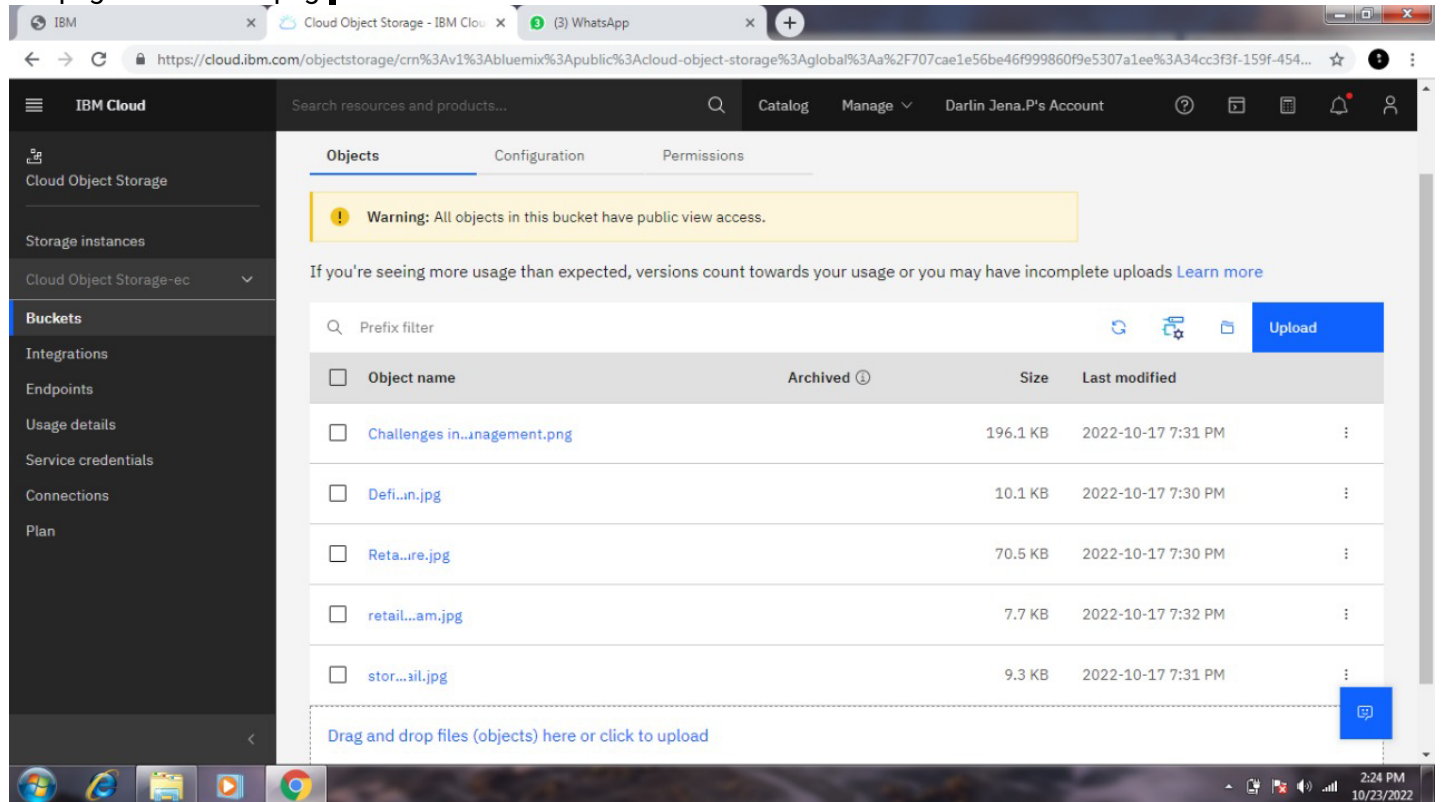 IBM
Cloud Object Storage - IBM Clou
(3) WhatsApp
https://cloud.ibm.com/objectstorage/crn%3Av1%3Abluemix%3Apublic%3Acloud-object-storage%3Aglobal%3Aa%2F707cae1e56be46f999860f9e5307a1ee%3A34cc3f3f-159f-454...
IBM Cloud
Search resources and products...
Catalog
Manage
Darlin Jena.P's Account
Cloud Object Storage
Storage instances
Cloud Object Storage-ec
Buckets
Integrations
Endpoints
Usage details
Service credentials
Connections
Plan
Objects Configuration Permissions
Warning: All objects in this bucket have public view access.
If you're seeing more usage than expected, versions count towards your usage or you may have incomplete uploads Learn more
Prefix filter
Upload
Object name Archived Size Last modified
Challenges in...nagement.png 196.1 KB 2022-10-17 7:31 PM
Defi...n.jpg 10.1 KB 2022-10-17 7:30 PM
Reta...re.jpg 70.5 KB 2022-10-17 7:30 PM
retail...am.jpg 7.7 KB 2022-10-17 7:32 PM
stor...ail.jpg 9.3 KB 2022-10-17 7:31 PM
Drag and drop files (objects) here or click to upload
2:24 PM
10/23/2022